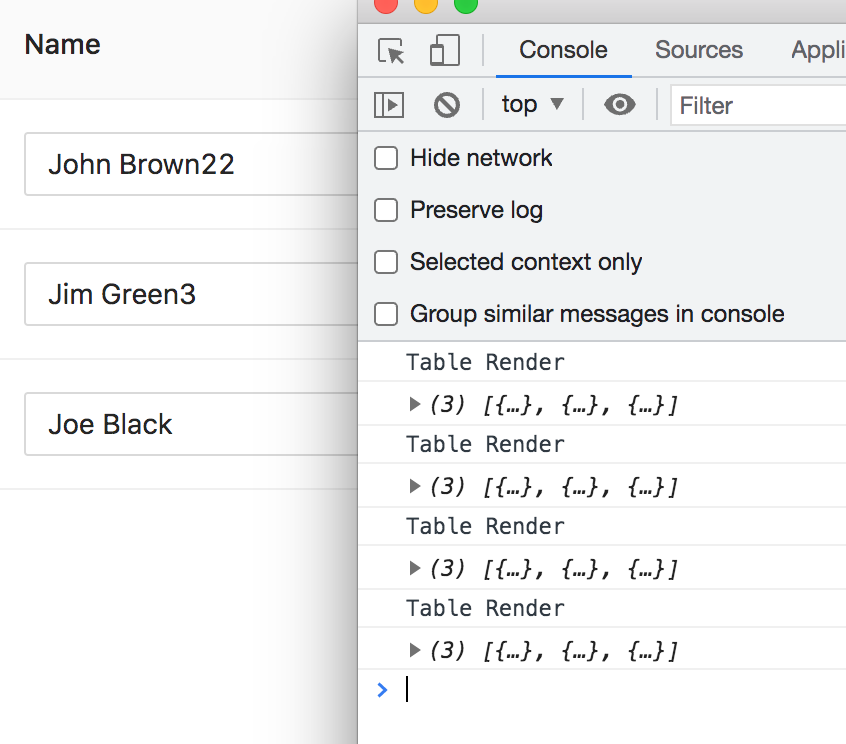 Name
John Brown22
Jim Green3
Joe Black
Console Sources Appli
top Filter
Hide network
Preserve log
Selected context only
Group similar messages in console
Table Render
(3) [{…}, {…}, {…}]
Table Render
(3) [{…}, {…}, {…}]
Table Render
(3) [{…}, {…}, {…}]
Table Render
(3) [{…}, {…}, {…}]